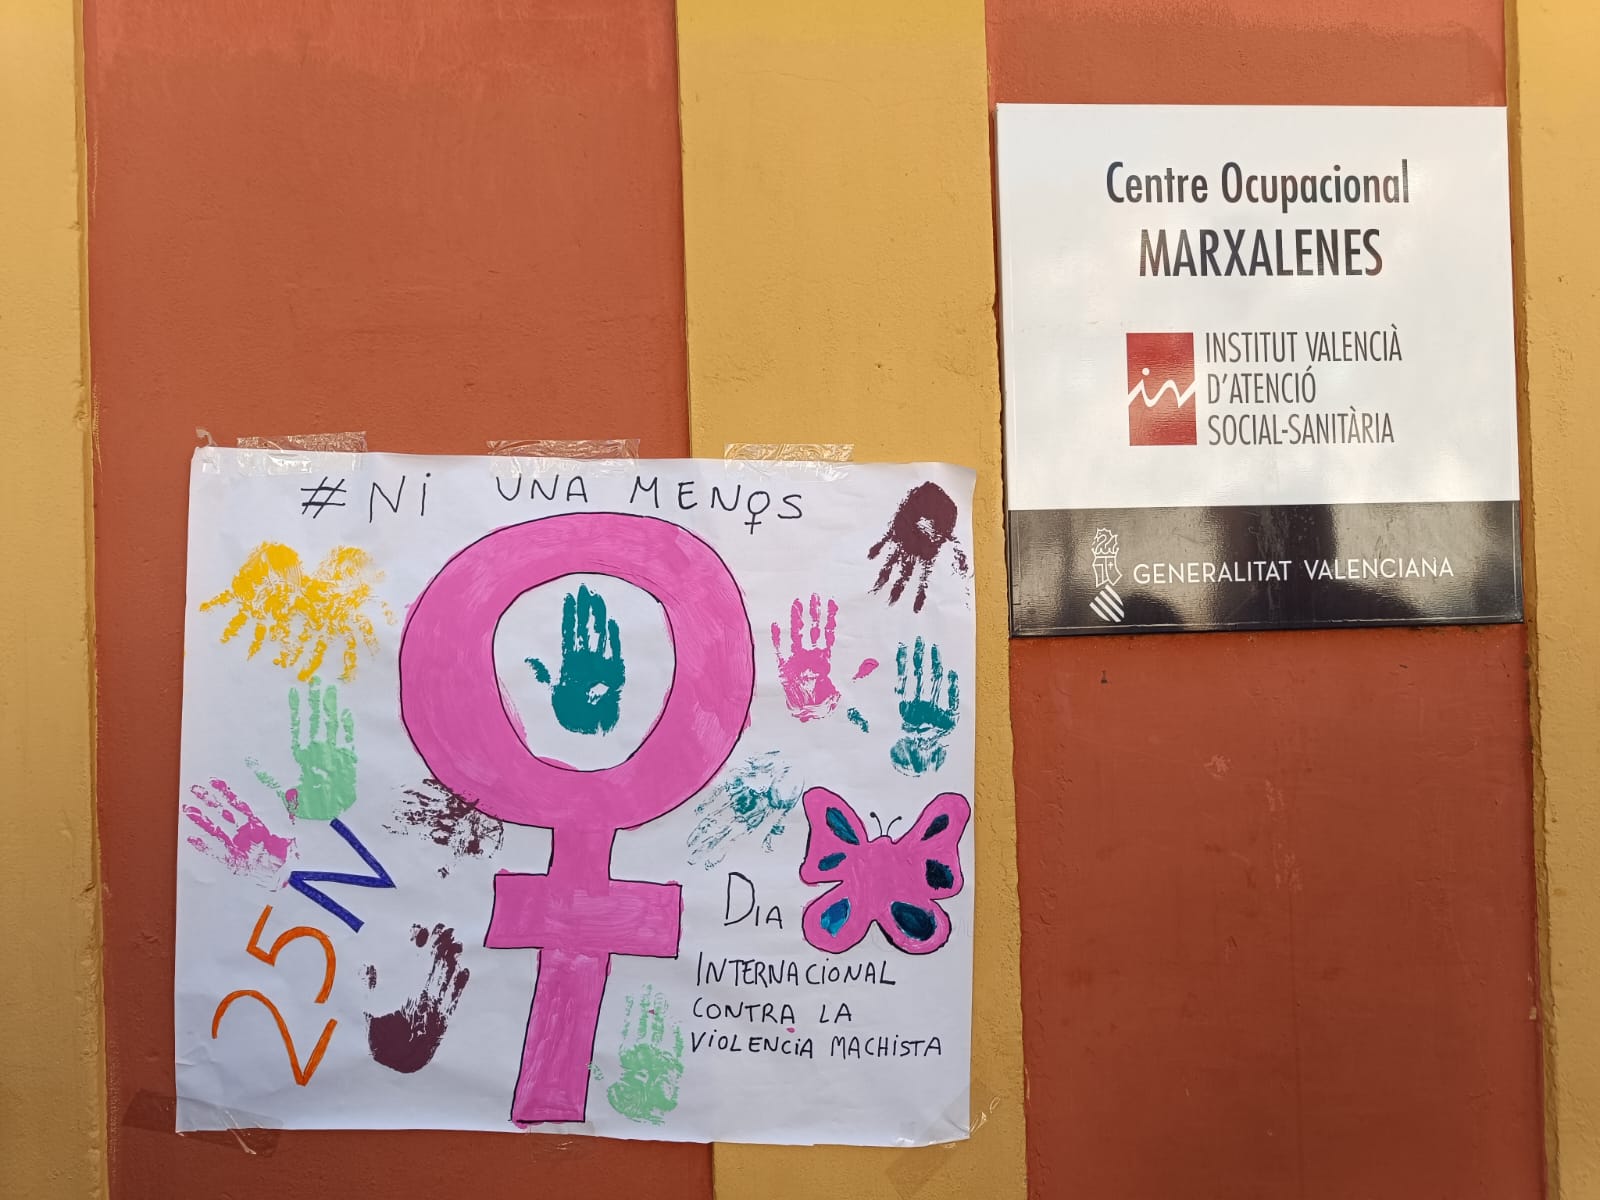 # Ni UNA MENOS
25N
DIA
INTERNACIONAL
CONTRA LA
ViOLENCiA MACHISTA
Centre Ocupacional
MARXALENES
INSTITUT VALENCIÀ
D'ATENCIÓ
SOCIAL-SANITÀRIA
GENERALITAT VALENCIANA